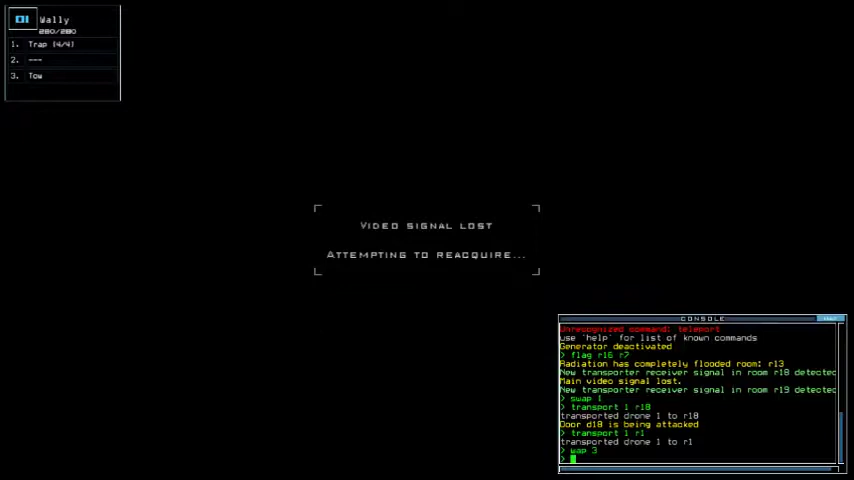 01 Wally
280/280
1. Trap (4/4)
2. ---
3. Tow
Video signal lost
Attempting to reacquire...
CONSOLE
Unrecognized command: teleport
use 'help' for list of known commands
Generator deactivated
> flag r16 r7
Radiation has completely flooded room: r13
New transporter receiver signal in room r18 detected
Main video signal lost.
New transporter receiver signal in room r19 detected
> swap 1
> transport 1 r18
transported drone 1 to r18
Door d18 is being attacked
> transport 1 r1
transported drone 1 to r1
> wap 3
>